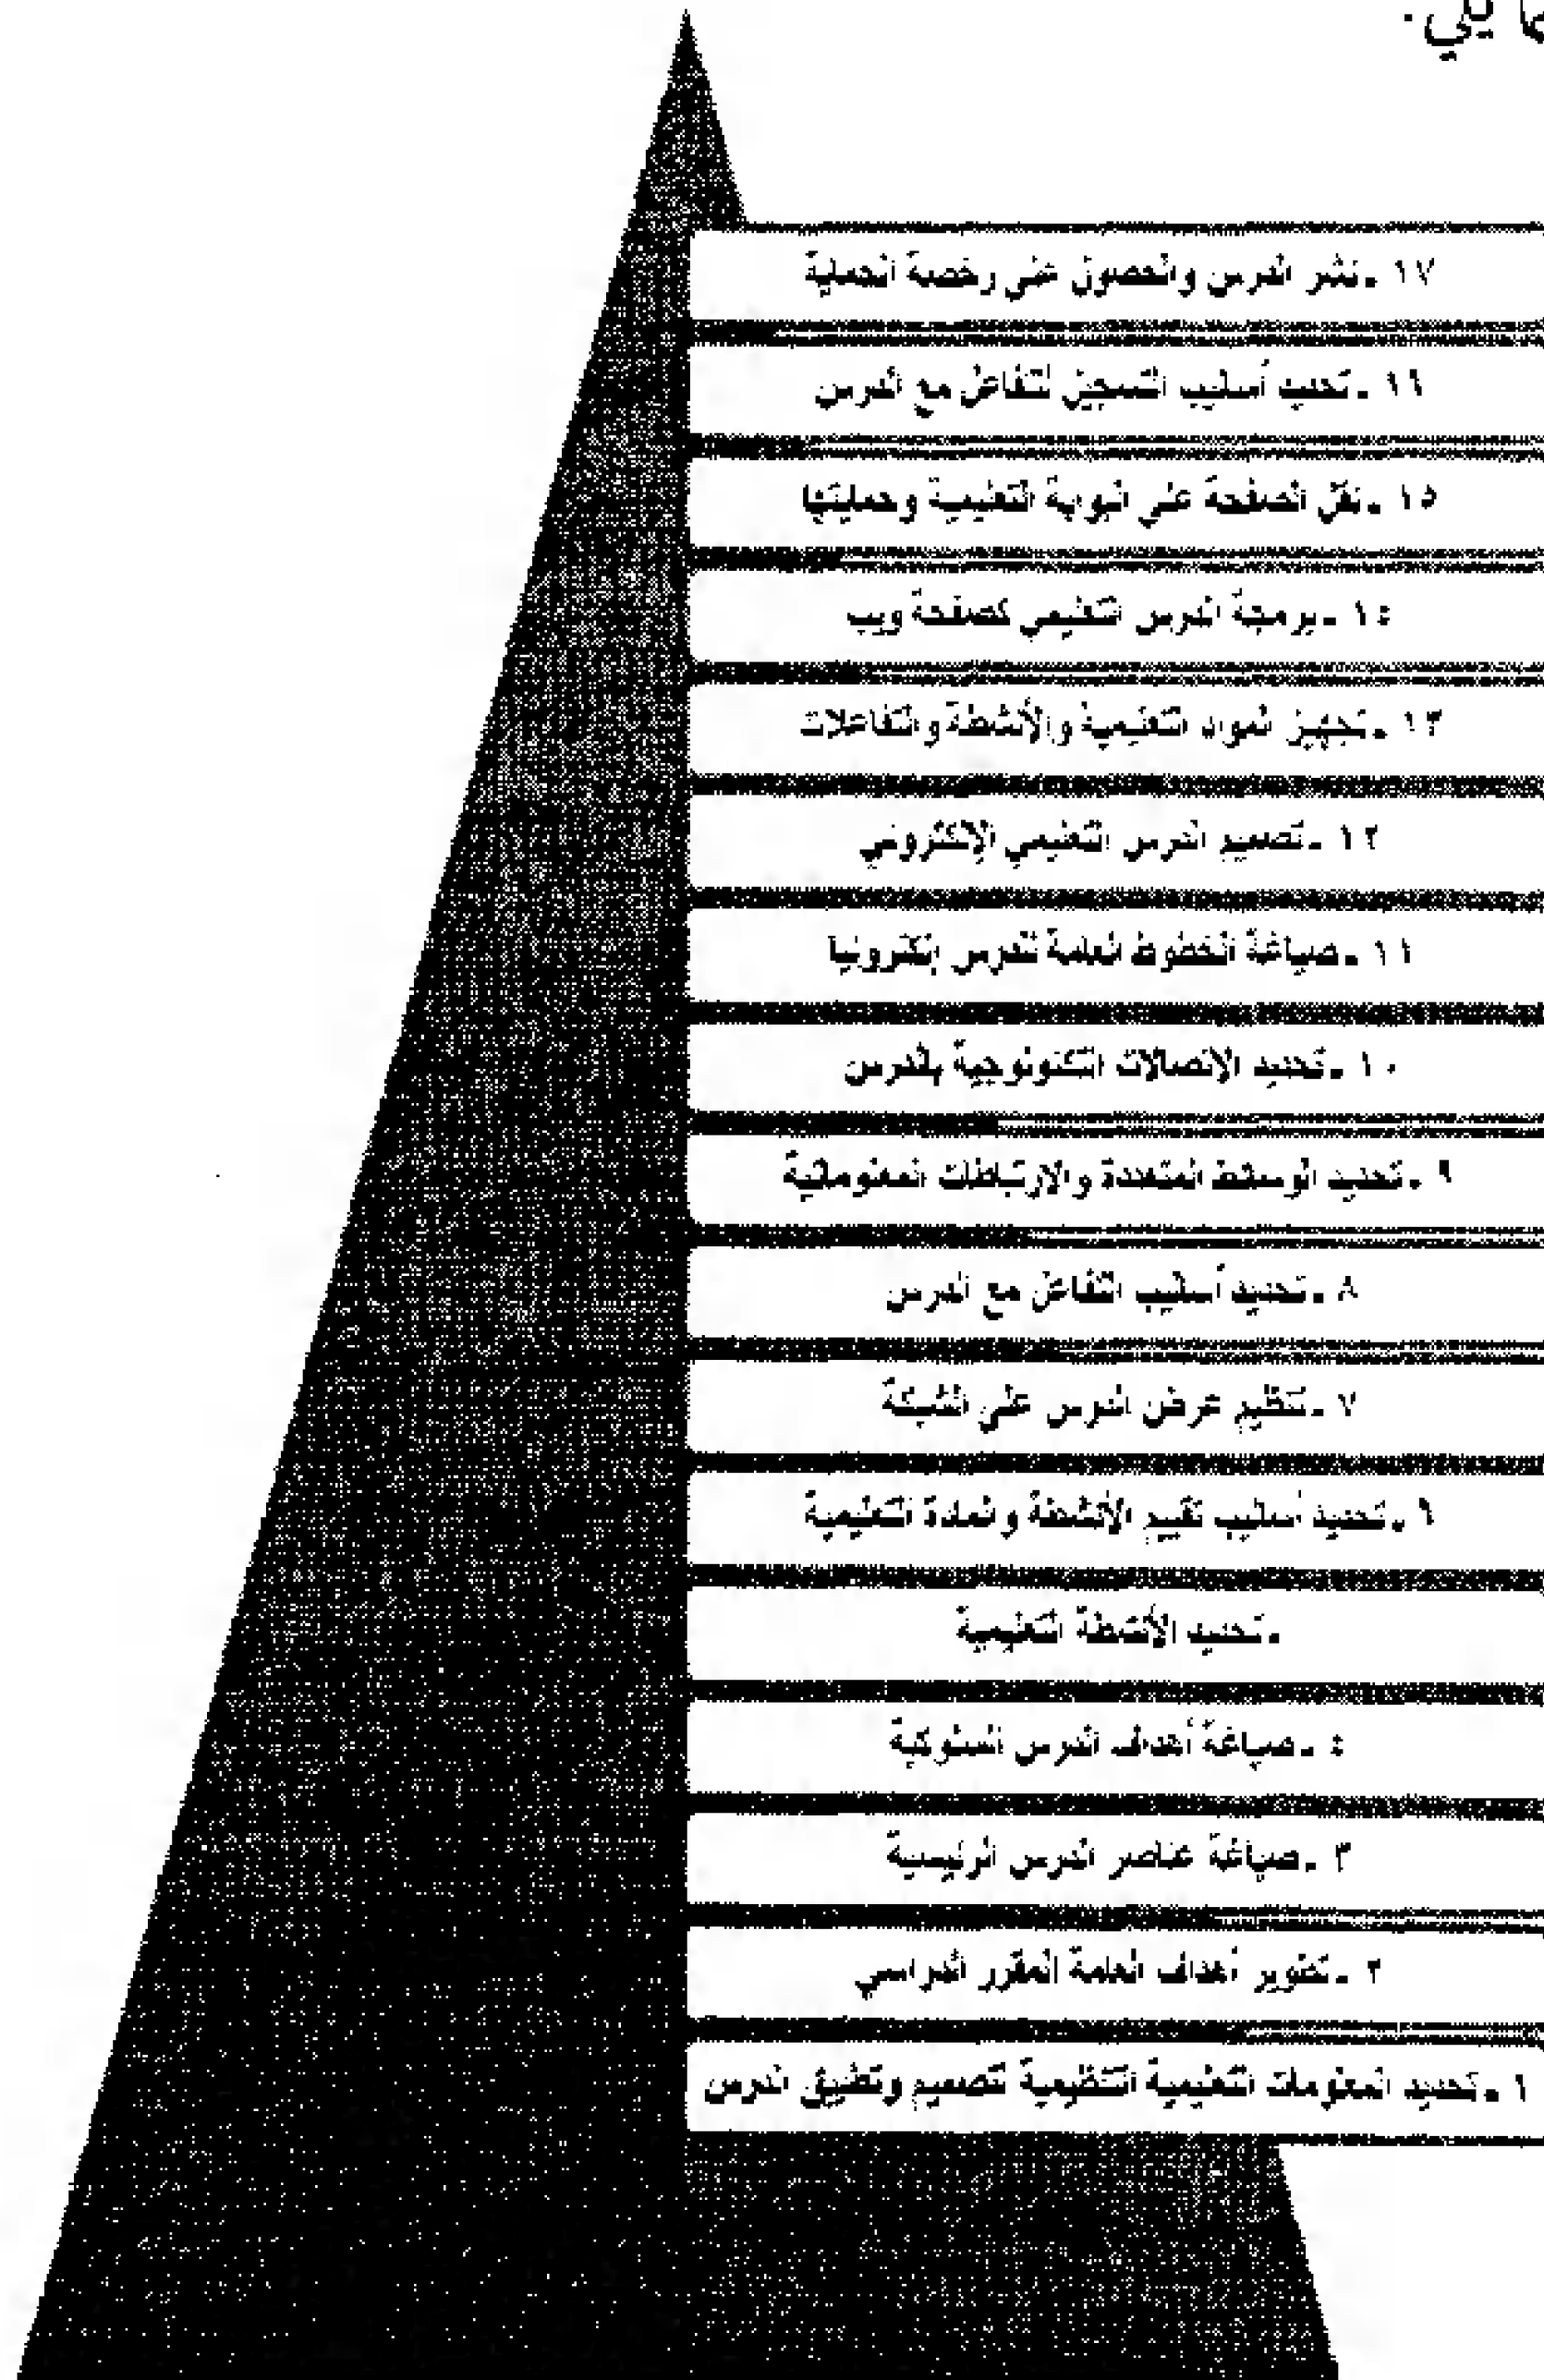 ما يلي:
١٧ ـ نشر الدرس والحصول على رخصة الحماية
١٦ ـ تحديد أساليب التسجيل للتفاعل مع الدرس
١٥ ـ نقل الصفحة على البوابة التعليمية وحمايتها
١٤ ـ برمجة الدرس التعليمي كصفحة ويب
١٣ ـ تجهيز المواد التعليمية والأنشطة والتفاعلات
١٢ ـ تصميم الدرس التعليمي الإلكتروني
١١ ـ صياغة الخطوط العامة للدرس إلكترونيا
١٠ ـ تحديد الاتصالات التكنولوجية بالدرس
٩ ـ تحديد الوسائط المتعددة والارتباطات المعلوماتية
٨ ـ تحديد أساليب التفاعل مع الدرس
٧ ـ تنظيم عرض الدرس على الشبكة
٦ ـ تحديد أساليب تقييم الأنشطة والمادة التعليمية
ـ تحديد الأنشطة التعليمية
٤ ـ صياغة أهداف الدرس السلوكية
٣ ـ صياغة عناصر الدرس الرئيسية
٢ ـ تطوير أهداف العامة المقرر الدراسي
١ ـ تحديد المعلومات التعليمية التنظيمية لتصميم وتطبيق الدرس